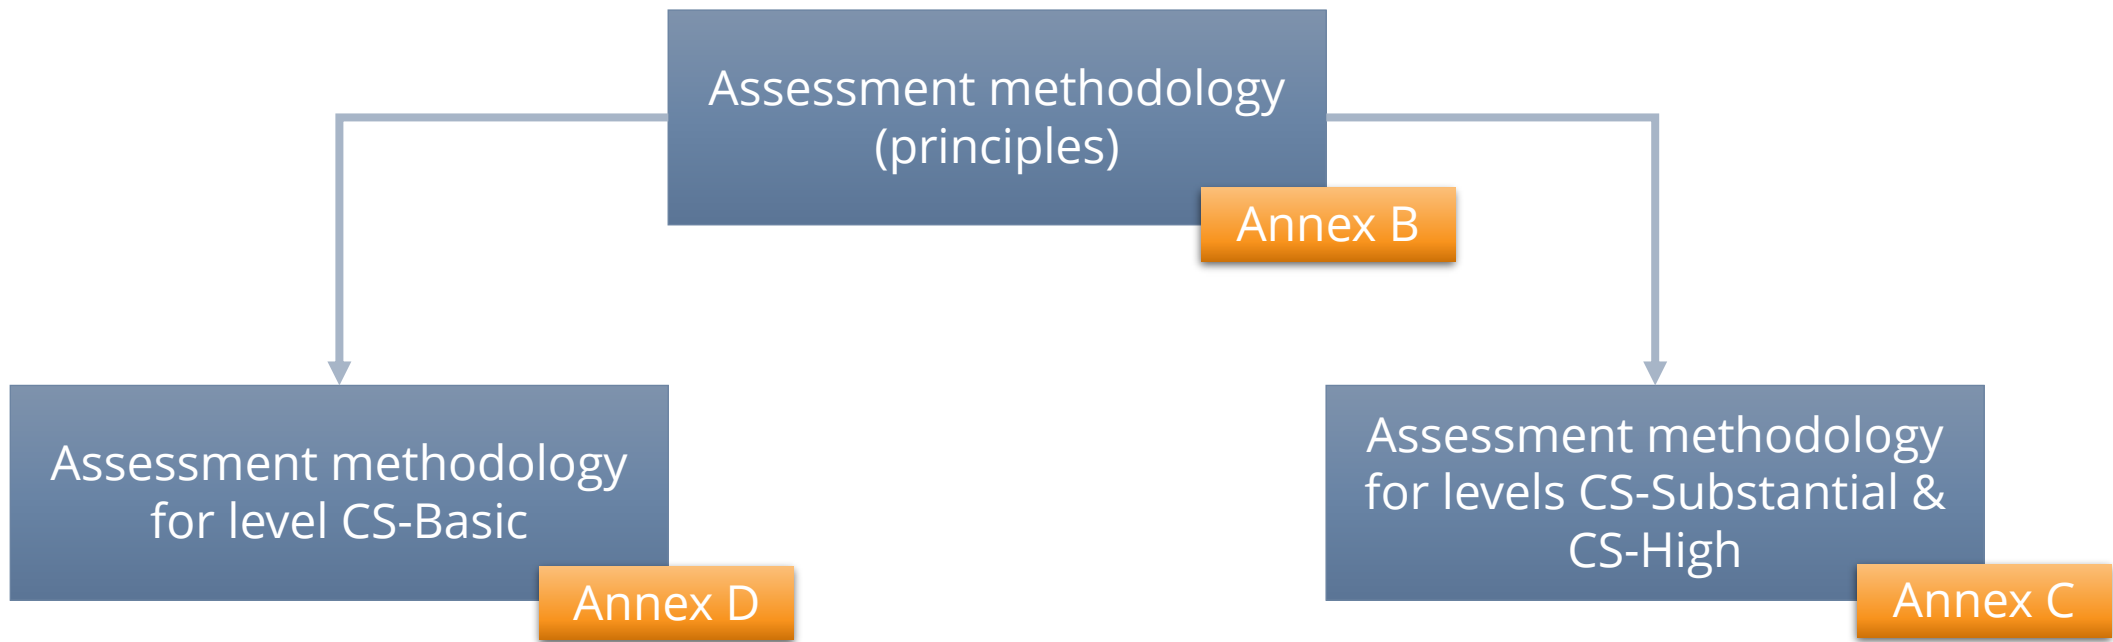 Assessment methodology
(principles)
Annex B
Assessment methodology
for level CS-Basic
Annex D
Assessment methodology
for levels CS-Substantial &
CS-High
Annex C